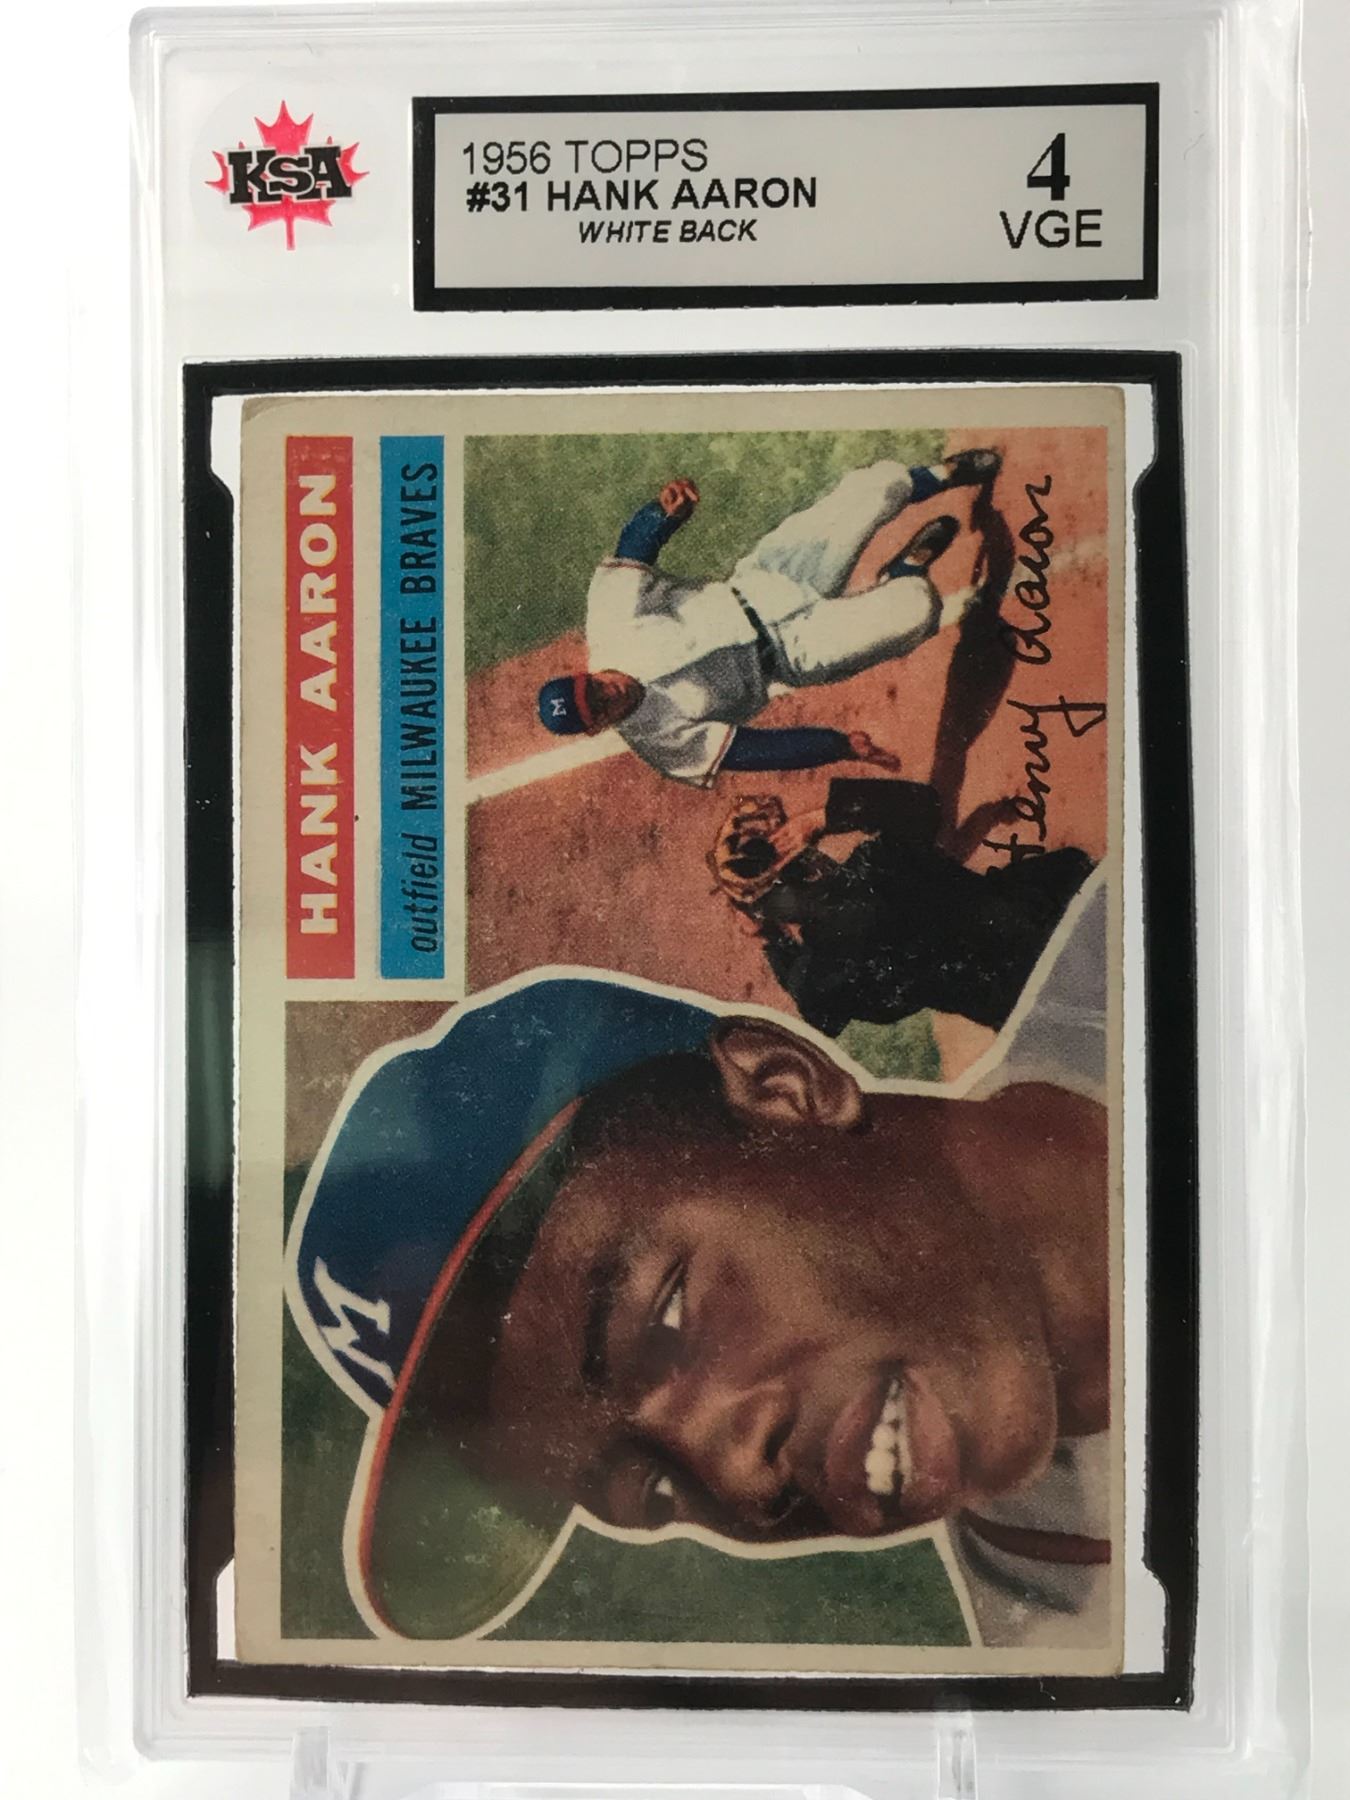 KSA
1956 TOPPS
#31 HANK AARON
WHITE BACK
4
VGE
HANK AARON
outfield MILWAUKEE BRAVES
M
Henry Aaron
M